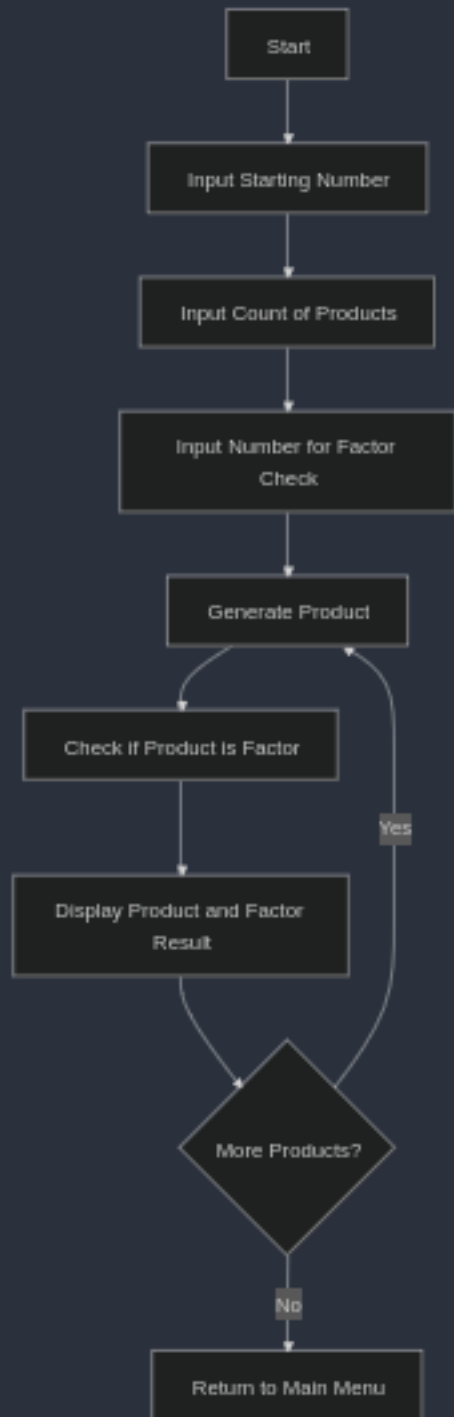 Start
Input Starting Number
Input Count of Products
Input Number for Factor
Check
Generate Product
Check if Product is Factor
Yes
Display Product and Factor
Result
More Products?
No
Return to Main Menu